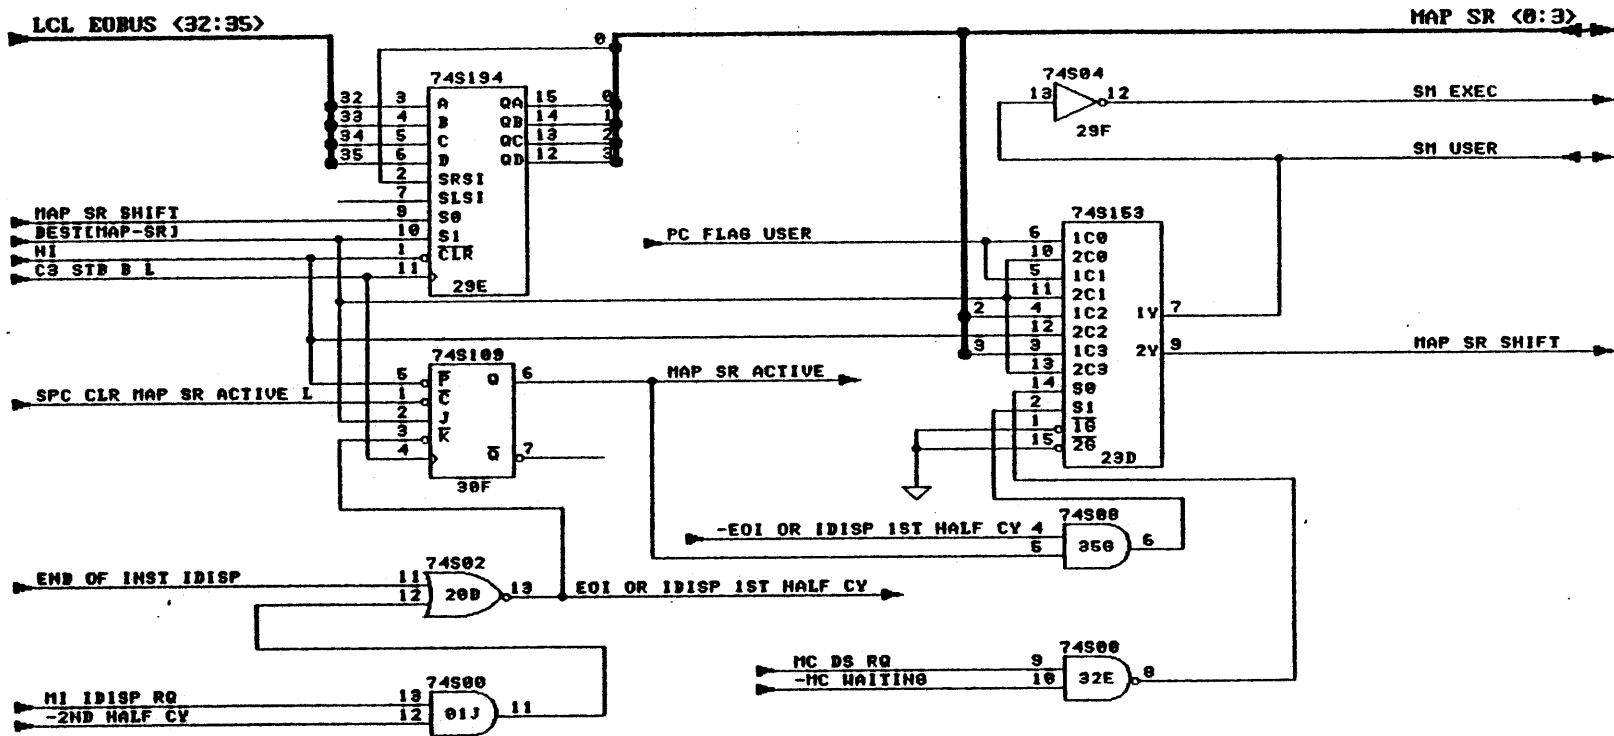 LCL EOBUS <32:35>
MAP SR <0:3>
0
74S194
74S04
32 3 A QA 15 0
33 4 B QB 14 1
34 5 C QC 13 2
35 6 D QD 12 3
2 SRSI
7 SLSI
MAP SR SHIFT 9 S0
DEST[MAP-SR] 10 S1
HI 1 CLR
C3 STB B L 11
29E
13 12 SM EXEC
29F
SM USER
74S153
PC FLAG USER 6 1C0
10 2C0
5 1C1
11 2C1
2 4 1C2 1Y 7
12 2C2
3 3 1C3 2Y 9 MAP SR SHIFT
13 2C3
14 S0
2 S1
1 1G
15 2G
23D
74S109
5 P Q 6 MAP SR ACTIVE
SPC CLR MAP SR ACTIVE L 1 C
2 J
3 K
4 Q 7
30F
74S00
-EOI OR IDISP 1ST HALF CY 4
5 35G 6
74S02
END OF INST IDISP 11
12 20D 13 EOI OR IDISP 1ST HALF CY
74S00
MC DS RQ 9
-MC WAITING 10 32E 8
74S00
MI IDISP RQ 13
-2ND HALF CY 12 01J 11